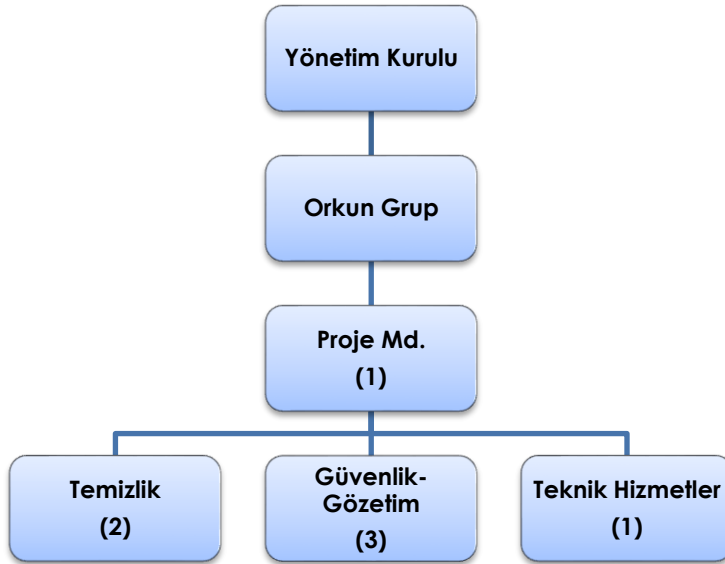 Yönetim Kurulu
Orkun Grup
Proje Md.
(1)
Temizlik
(2)
Güvenlik-
Gözetim
(3)
Teknik Hizmetler
(1)